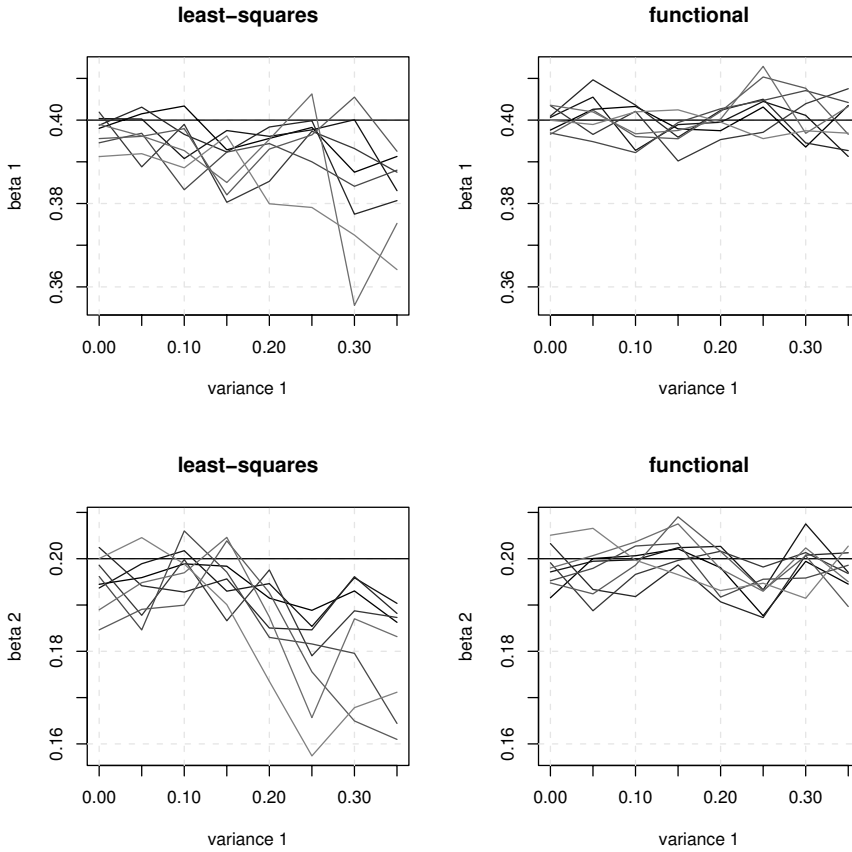 least−squares
functional
0.40
0.38
0.36
beta 1
0.00
0.10
0.20
0.30
variance 1
0.40
0.38
0.36
beta 1
0.00
0.10
0.20
0.30
variance 1
least−squares
functional
0.20
0.18
0.16
beta 2
0.00
0.10
0.20
0.30
variance 1
0.20
0.18
0.16
beta 2
0.00
0.10
0.20
0.30
variance 1